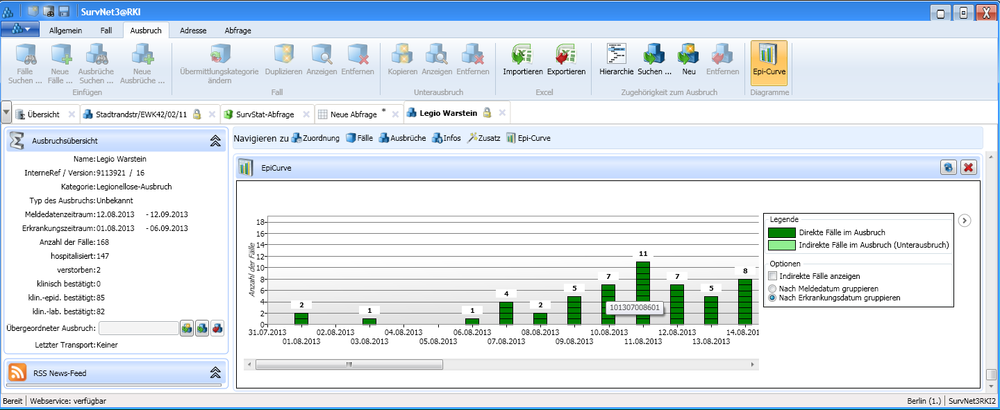 SurvNet3@RKI
Allgemein Fall Ausbruch Adresse Abfrage
Fälle Suchen ...
Neue Fälle ...
Ausbrüche Suchen ...
Neue Ausbrüche ...
Einfügen
Übermittlungskategorie ändern
Duplizieren Anzeigen Entfernen
Fall
Kopieren Anzeigen Entfernen
Unterausbruch
Importieren Exportieren
Excel
Hierarchie Suchen ... Neu Entfernen
Zugehörigkeit zum Ausbruch
Epi-Curve
Diagramme
Übersicht Stadtrandstr/EWK42/02/11 SurvStat-Abfrage Neue Abfrage * Legio Warstein
Ausbruchsübersicht
Name: Legio Warstein
InterneRef / Version: 9113921 / 16
Kategorie: Legionellose-Ausbruch
Typ des Ausbruchs: Unbekannt
Meldedatenzeitraum: 12.08.2013 - 12.09.2013
Erkrankungszeitraum: 01.08.2013 - 06.09.2013
Anzahl der Fälle: 168
hospitalisiert: 147
verstorben: 2
klinisch bestätigt: 0
klin.-epid. bestätigt: 85
klin.-lab. bestätigt: 82
Übergeordneter Ausbruch:
Letzter Transport: Keiner
RSS News-Feed
Navigieren zu Zuordnung Fälle Ausbrüche Infos Zusatz Epi-Curve
EpiCurve
Anzahl der Fälle
18
16
14
12
10
8
6
4
2
0
2 1 1 4 2 5 7 11 7 5 8
101307008601
31.07.2013 02.08.2013 04.08.2013 06.08.2013 08.08.2013 10.08.2013 12.08.2013 14.08.201
01.08.2013 03.08.2013 05.08.2013 07.08.2013 09.08.2013 11.08.2013 13.08.2013
Legende
Direkte Fälle im Ausbruch
Indirekte Fälle im Ausbruch (Unterausbruch)
Optionen
Indirekte Fälle anzeigen
Nach Meldedatum gruppieren
Nach Erkrankungsdatum gruppieren
Bereit Webservice: verfügbar Berlin (1.) SurvNet3RKI2